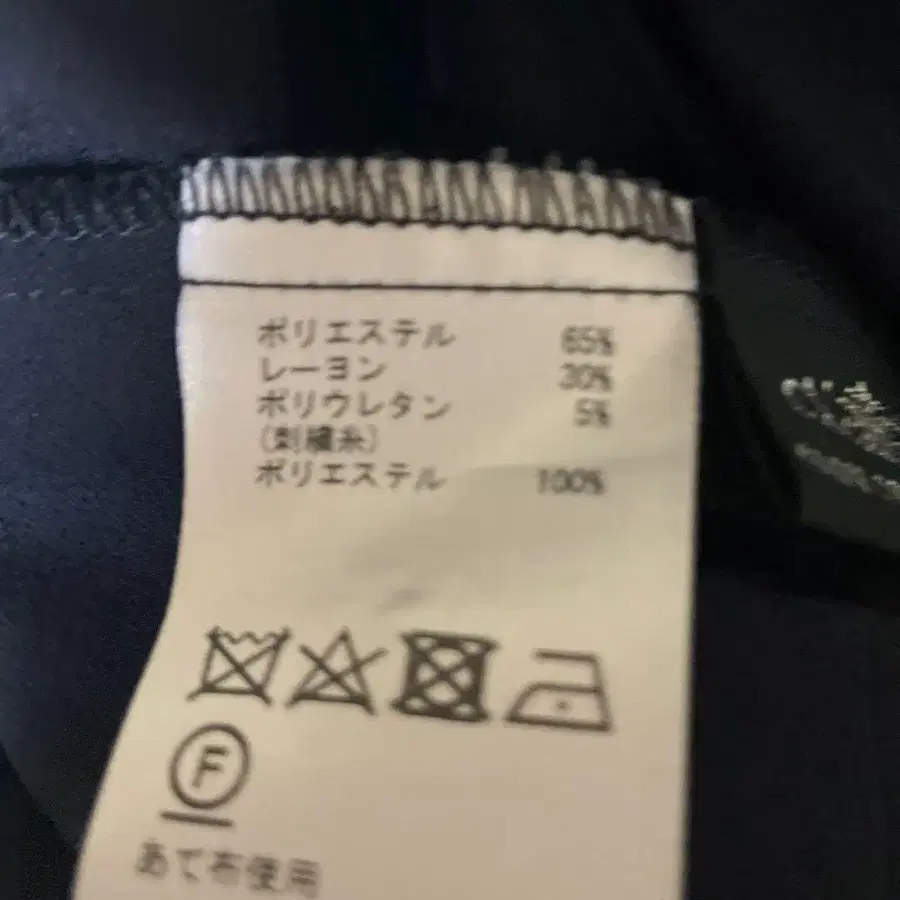 ポリエステル 65%
レーヨン 30%
ポリウレタン 5%
(刺繍糸)
ポリエステル 100%
F
あて布使用